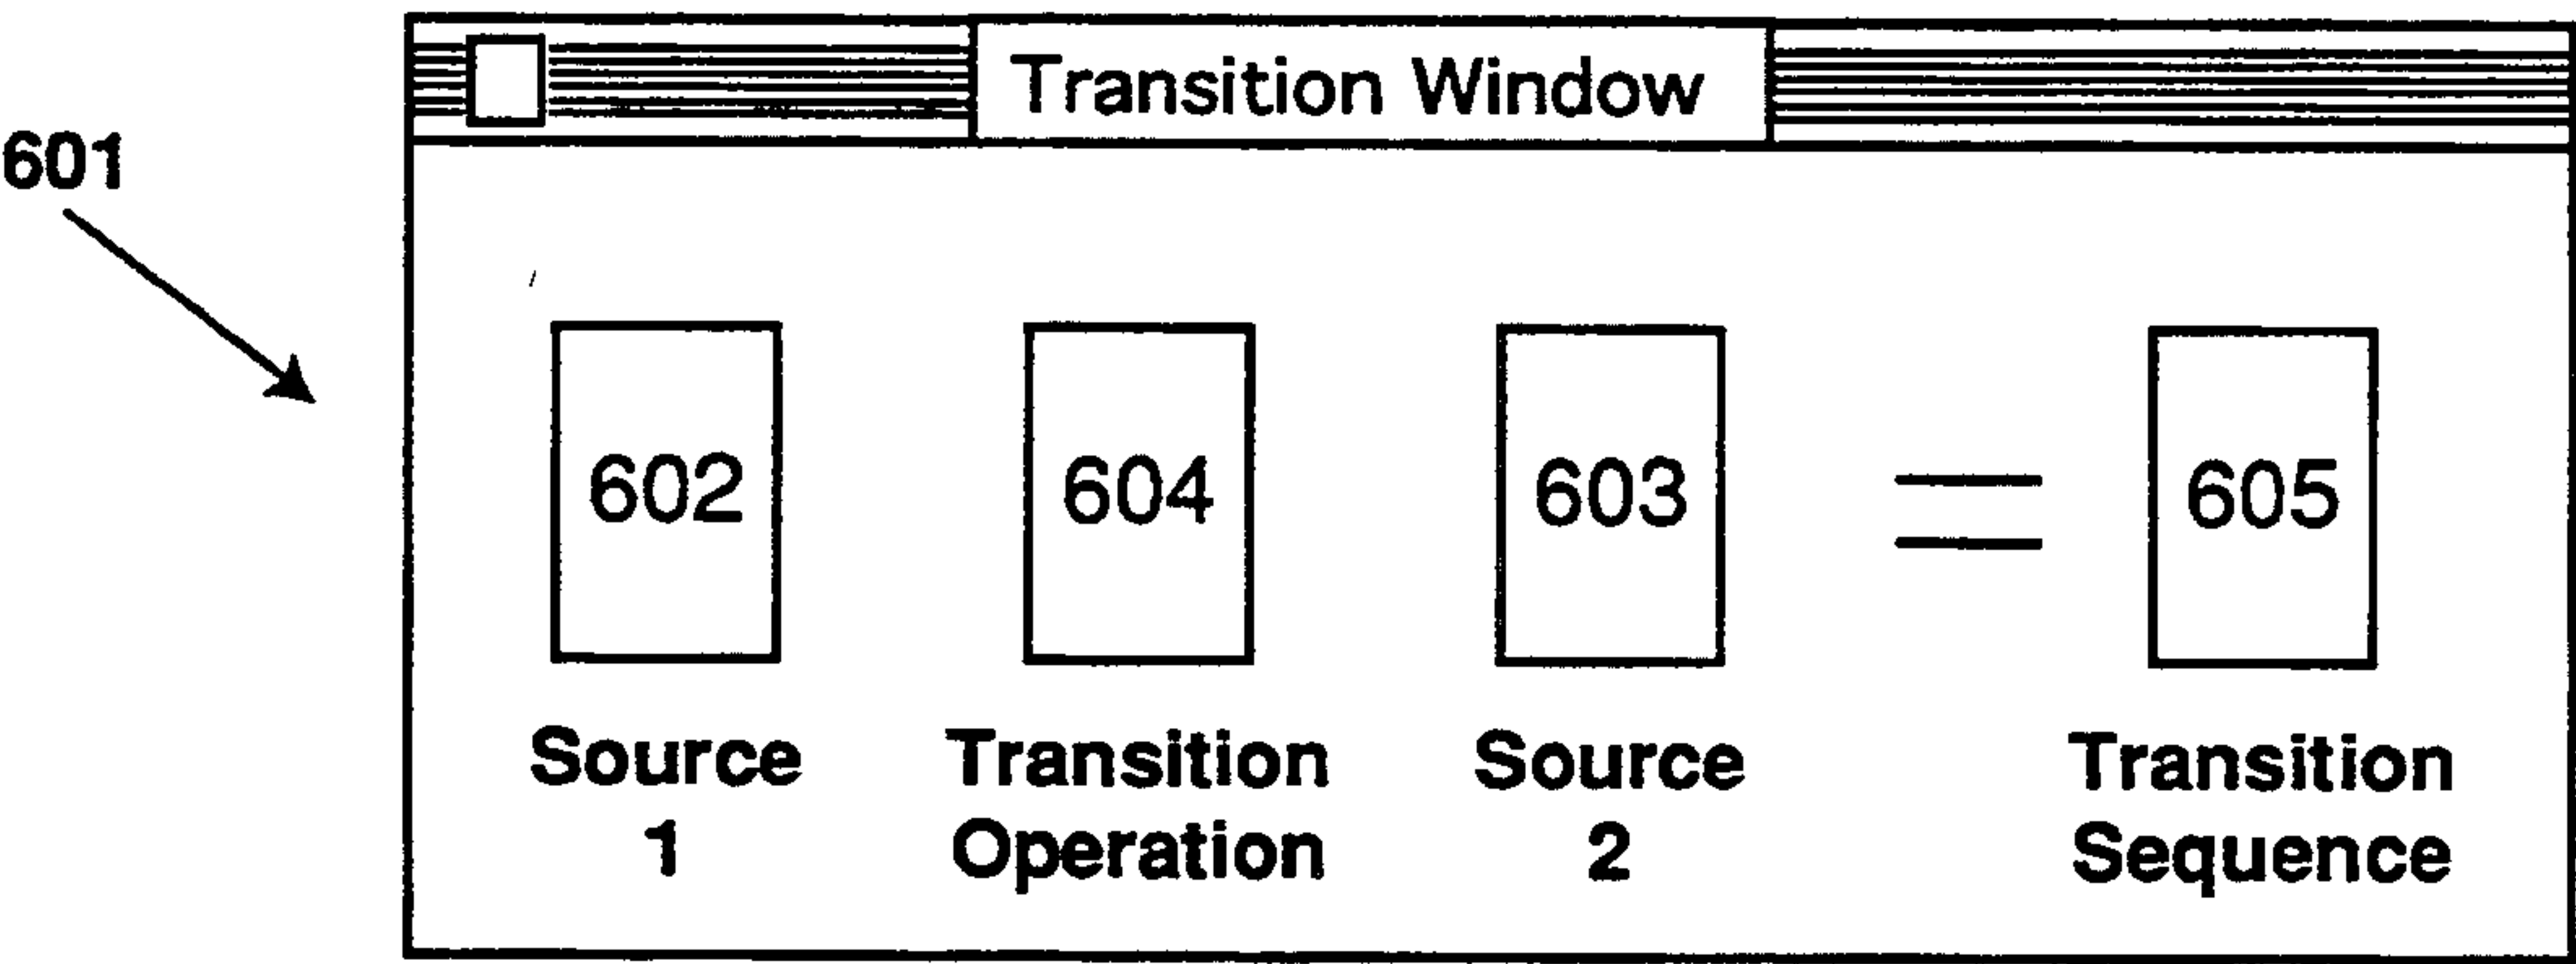 Transition Window
601
602 604 603 = 605
Source Transition Source Transition
1 Operation 2 Sequence